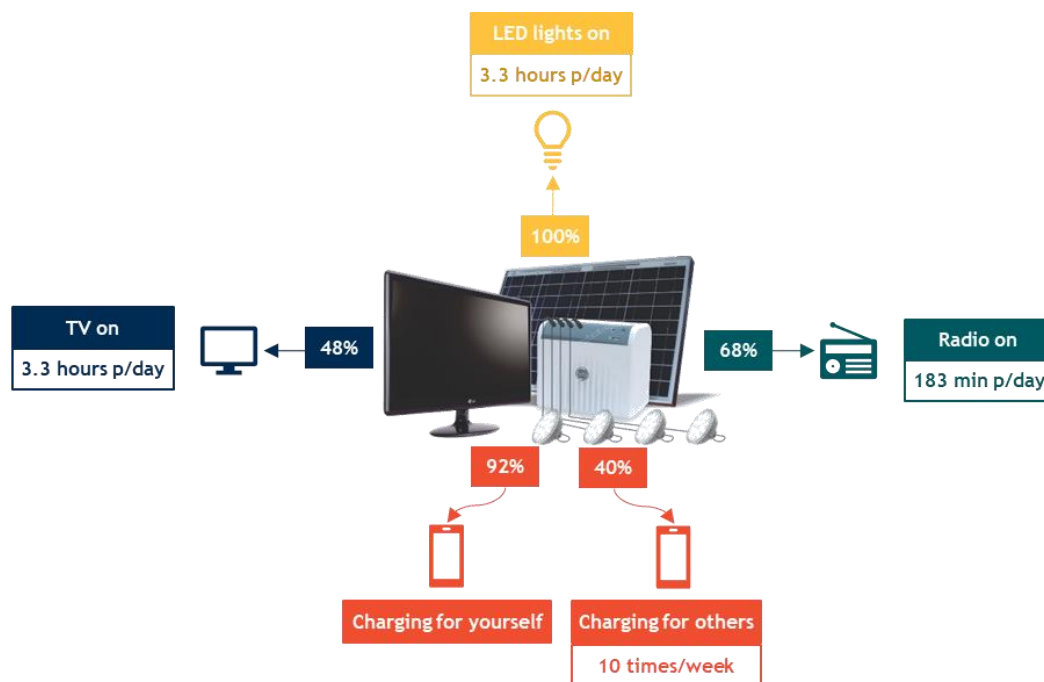 LED lights on
3.3 hours p/day
100%
TV on
3.3 hours p/day
48%
68%
Radio on
183 min p/day
92%
40%
Charging for yourself
Charging for others
10 times/week